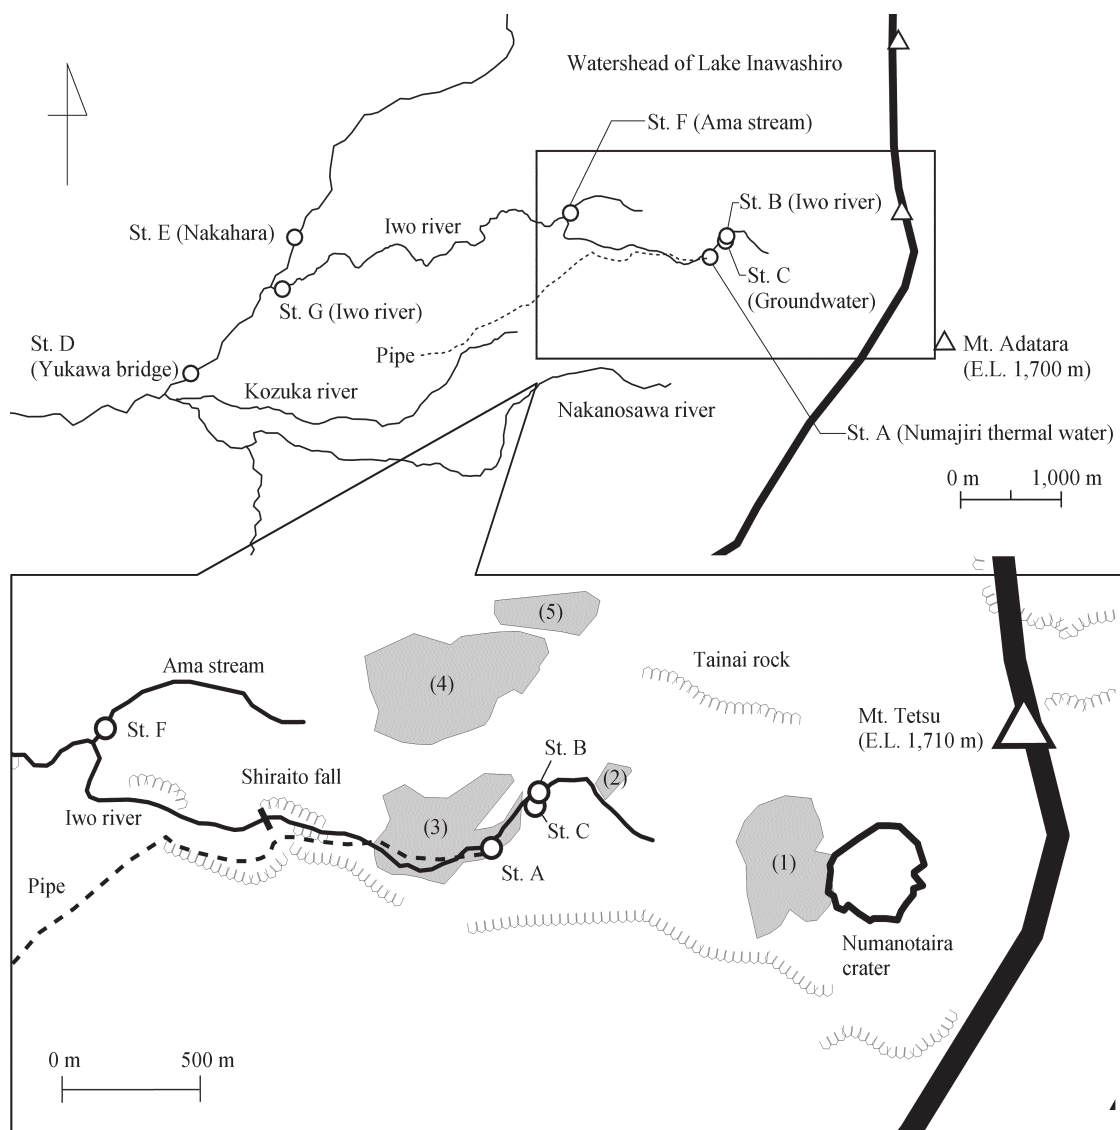 Watershead of Lake Inawashiro
St. F (Ama stream)
St. B (Iwo river)
Iwo river
St. E (Nakahara)
St. C
(Groundwater)
St. G (Iwo river)
St. D
(Yukawa bridge)
Pipe
Mt. Adatara
(E.L. 1,700 m)
Kozuka river
Nakanosawa river
St. A (Numajiri thermal water)
0 m
1,000 m
(5)
Ama stream
Tainai rock
(4)
St. F
Mt. Tetsu
(E.L. 1,710 m)
St. B
Shiraito fall
(2)
Iwo river
(3)
St. C
St. A
(1)
Pipe
Numanotaira
crater
0 m
500 m